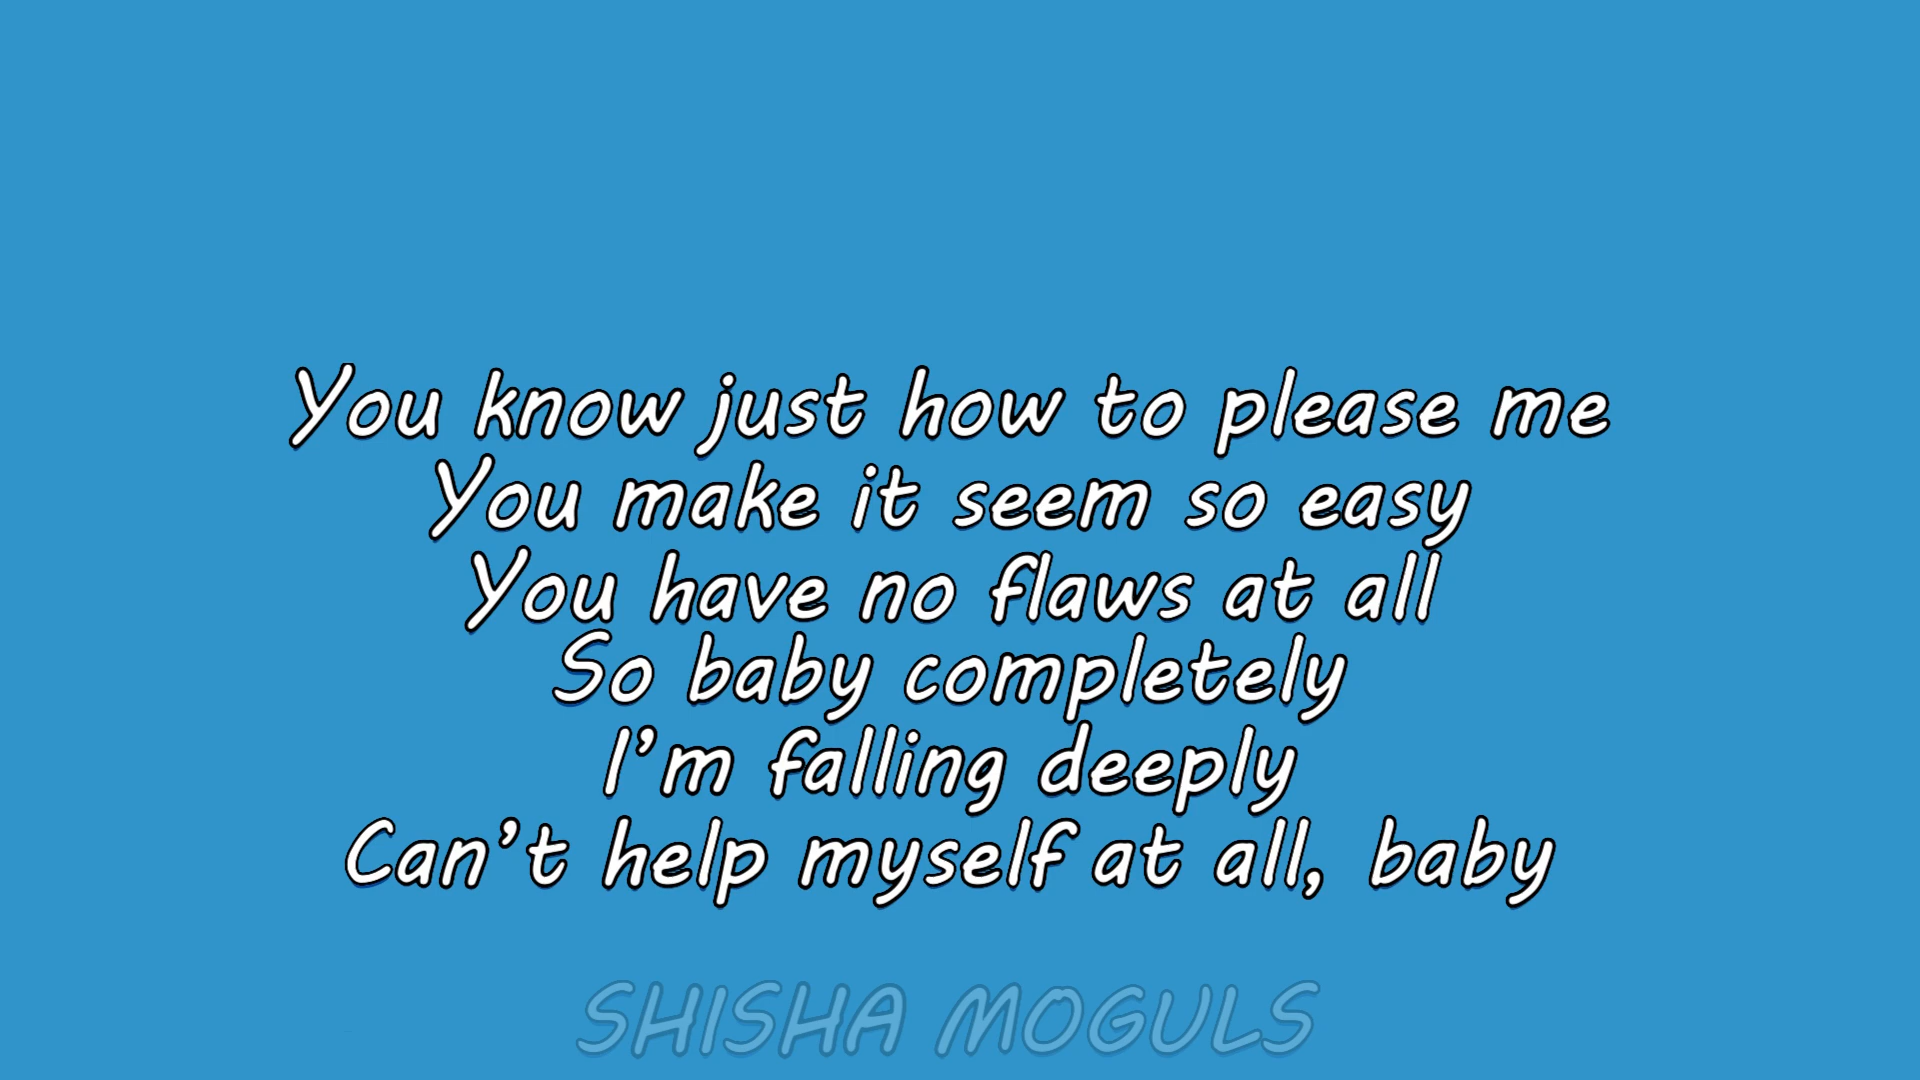 You know just how to please me
You make it seem so easy
You have no flaws at all
So baby completely
I’m falling deeply
Can’t help myself at all, baby
SHISHA MOGULS